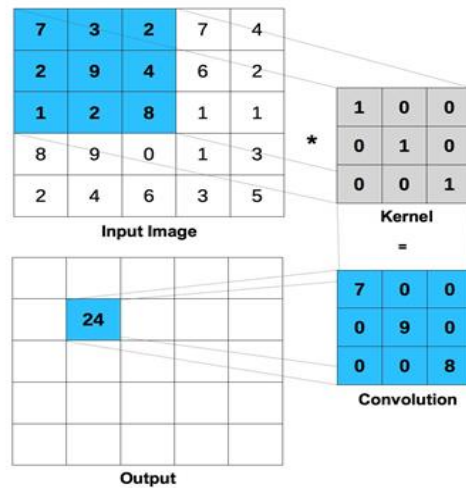 7 3 2 7 4
2 9 4 6 2
1 2 8 1 1
8 9 0 1 3
2 4 6 3 5
Input Image
*
1 0 0
0 1 0
0 0 1
Kernel
=
7 0 0
0 9 0
0 0 8
Convolution
24
Output